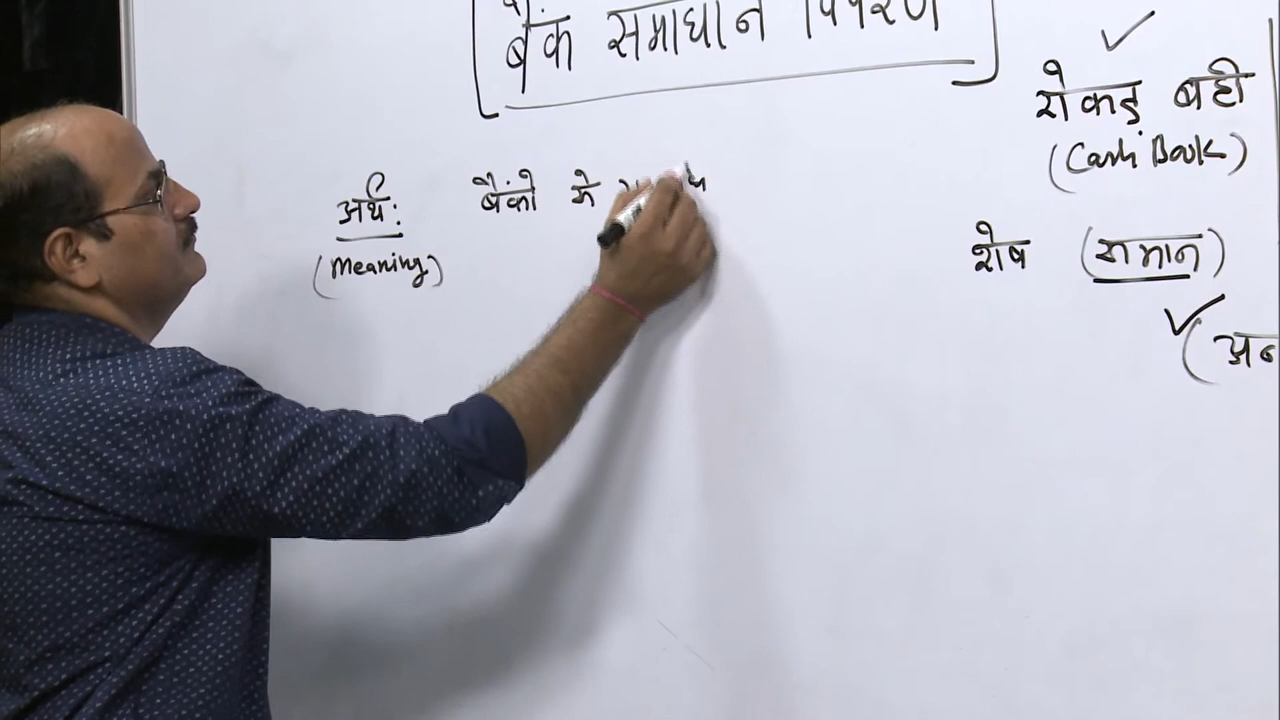 बैंक समाधान विवरण
रोकड़ बही
(Cash Book)
अर्थ: बैंको मे
(Meaning)
शेष (समान)